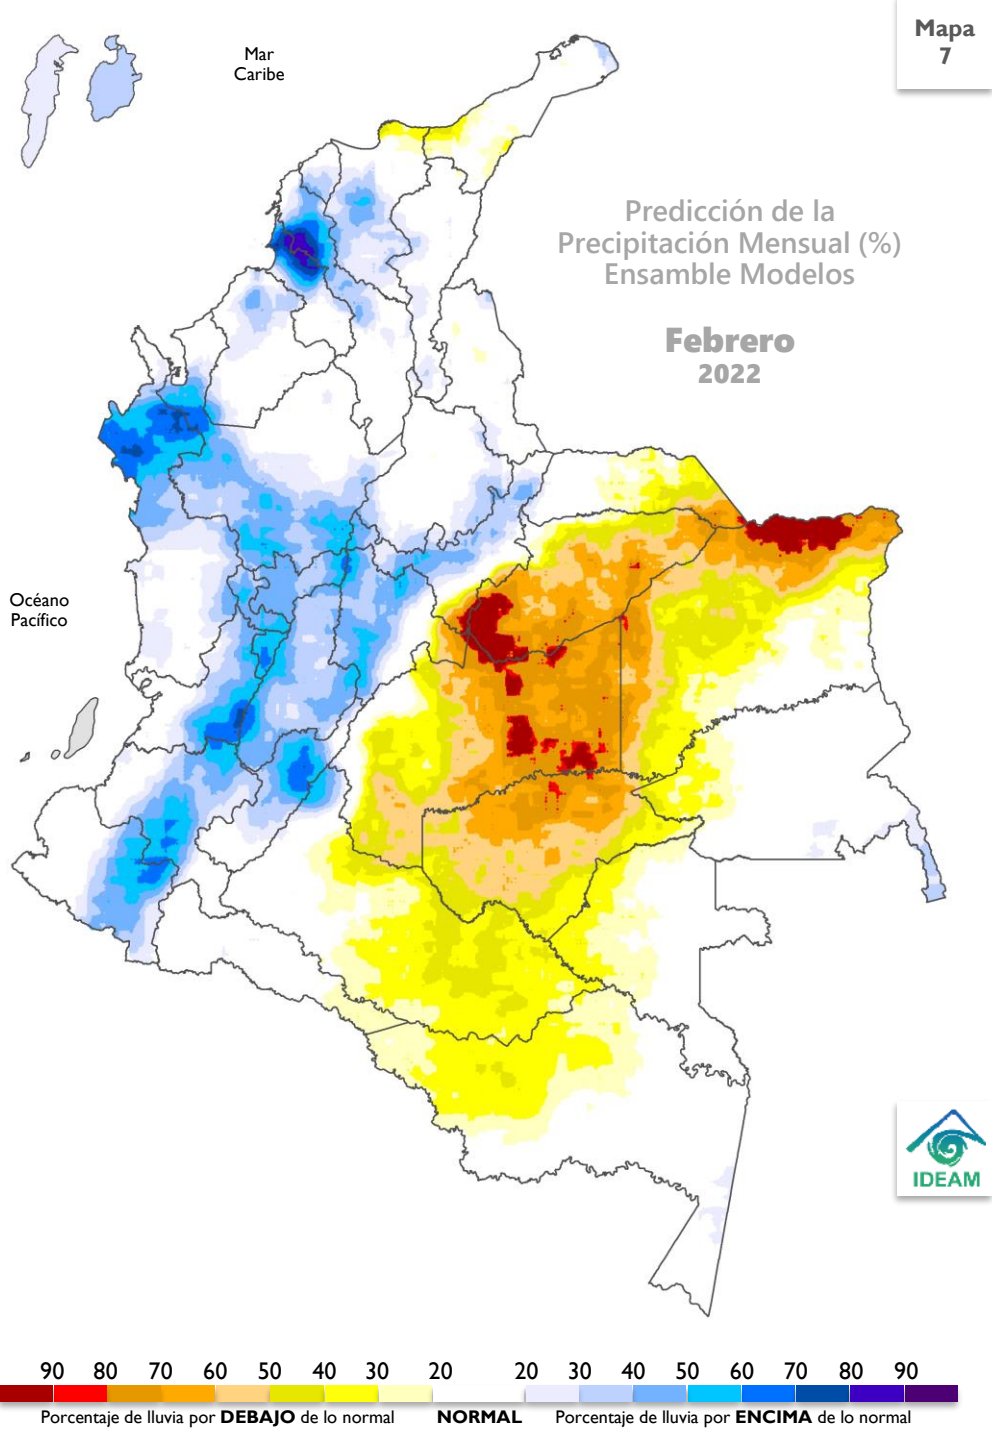 Mapa
7
Mar
Caribe
Predicción de la
Precipitación Mensual (%)
Ensamble Modelos
Febrero
2022
Océano
Pacífico
IDEAM
90 80 70 60 50 40 30 20 20 30 40 50 60 70 80 90
Porcentaje de lluvia por DEBAJO de lo normal NORMAL Porcentaje de lluvia por ENCIMA de lo normal